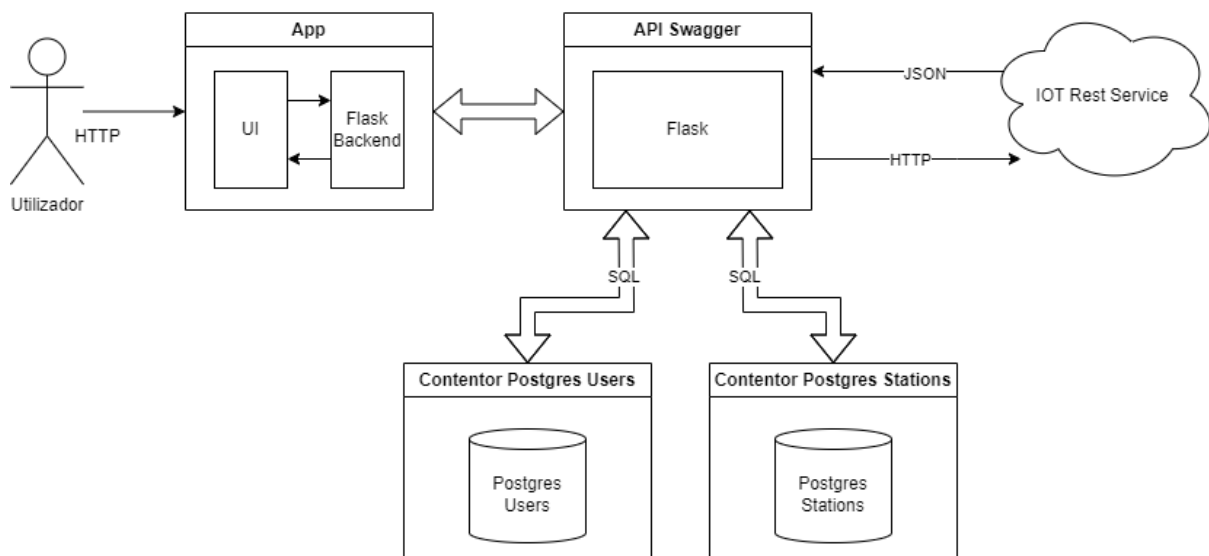 App
API Swagger
JSON
IOT Rest Service
UI
Flask
Backend
Flask
HTTP
HTTP
Utilizador
SQL
SQL
Contentor Postgres Users
Contentor Postgres Stations
Postgres
Users
Postgres
Stations